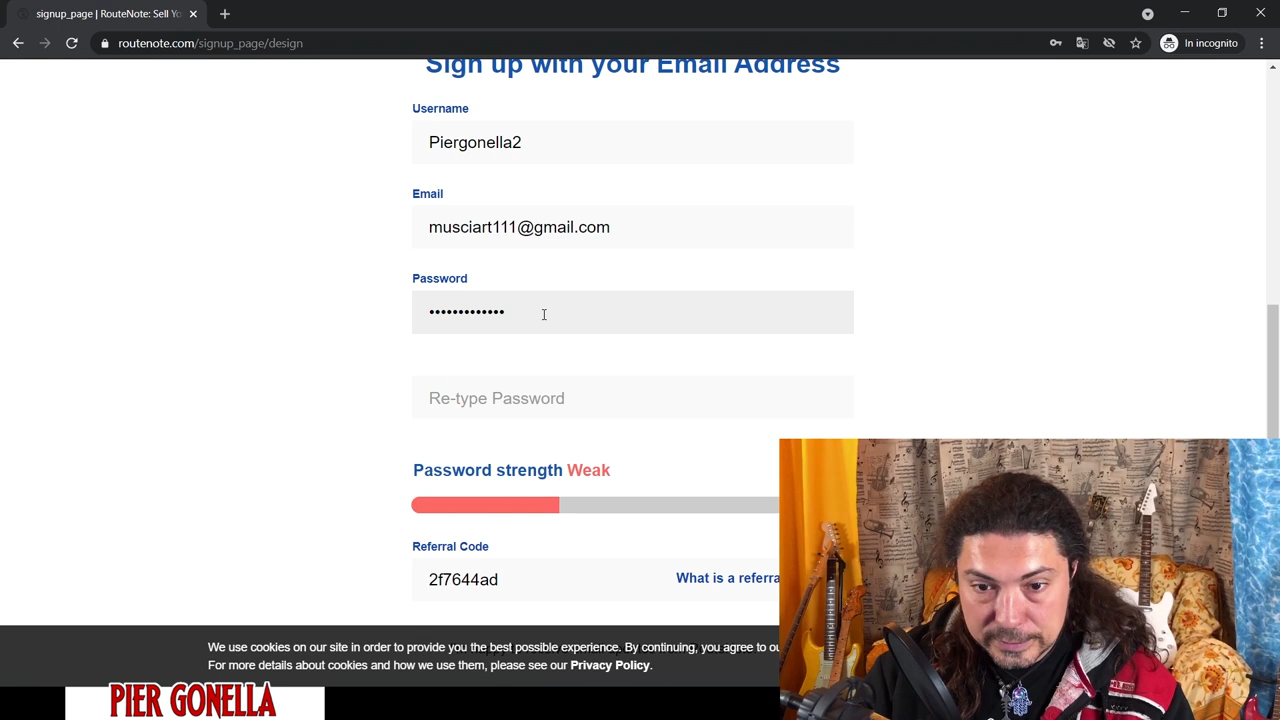 signup_page | RouteNote: Sell Yo
routenote.com/signup_page/design
In incognito
Sign up with your Email Address
Username
Piergonella2
Email
musciart111@gmail.com
Password
•••••••••••••
Re-type Password
Password strength Weak
Referral Code
2f7644ad
What is a referra
We use cookies on our site in order to provide you the best possible experience. By continuing, you agree to ou
For more details about cookies and how we use them, please see our Privacy Policy.
PIER GONELLA